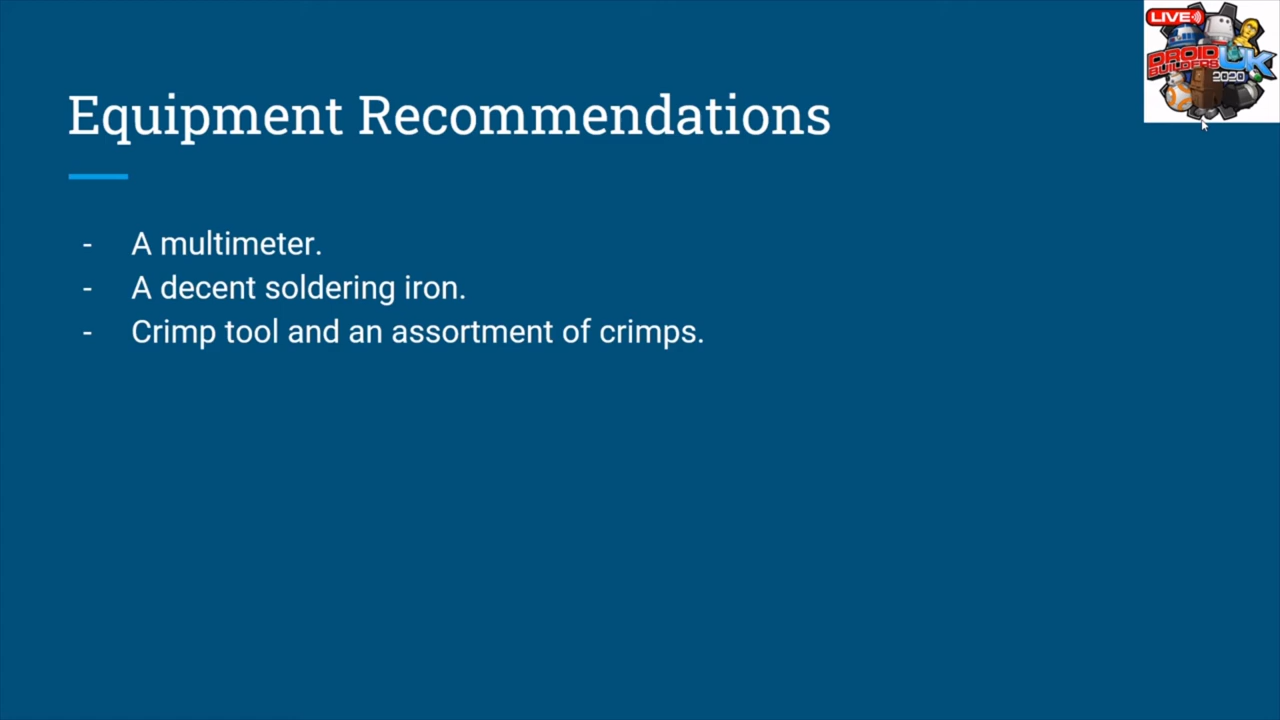 LIVE
DROID
BUILDERS UK
2020
Equipment Recommendations
- A multimeter.
- A decent soldering iron.
- Crimp tool and an assortment of crimps.